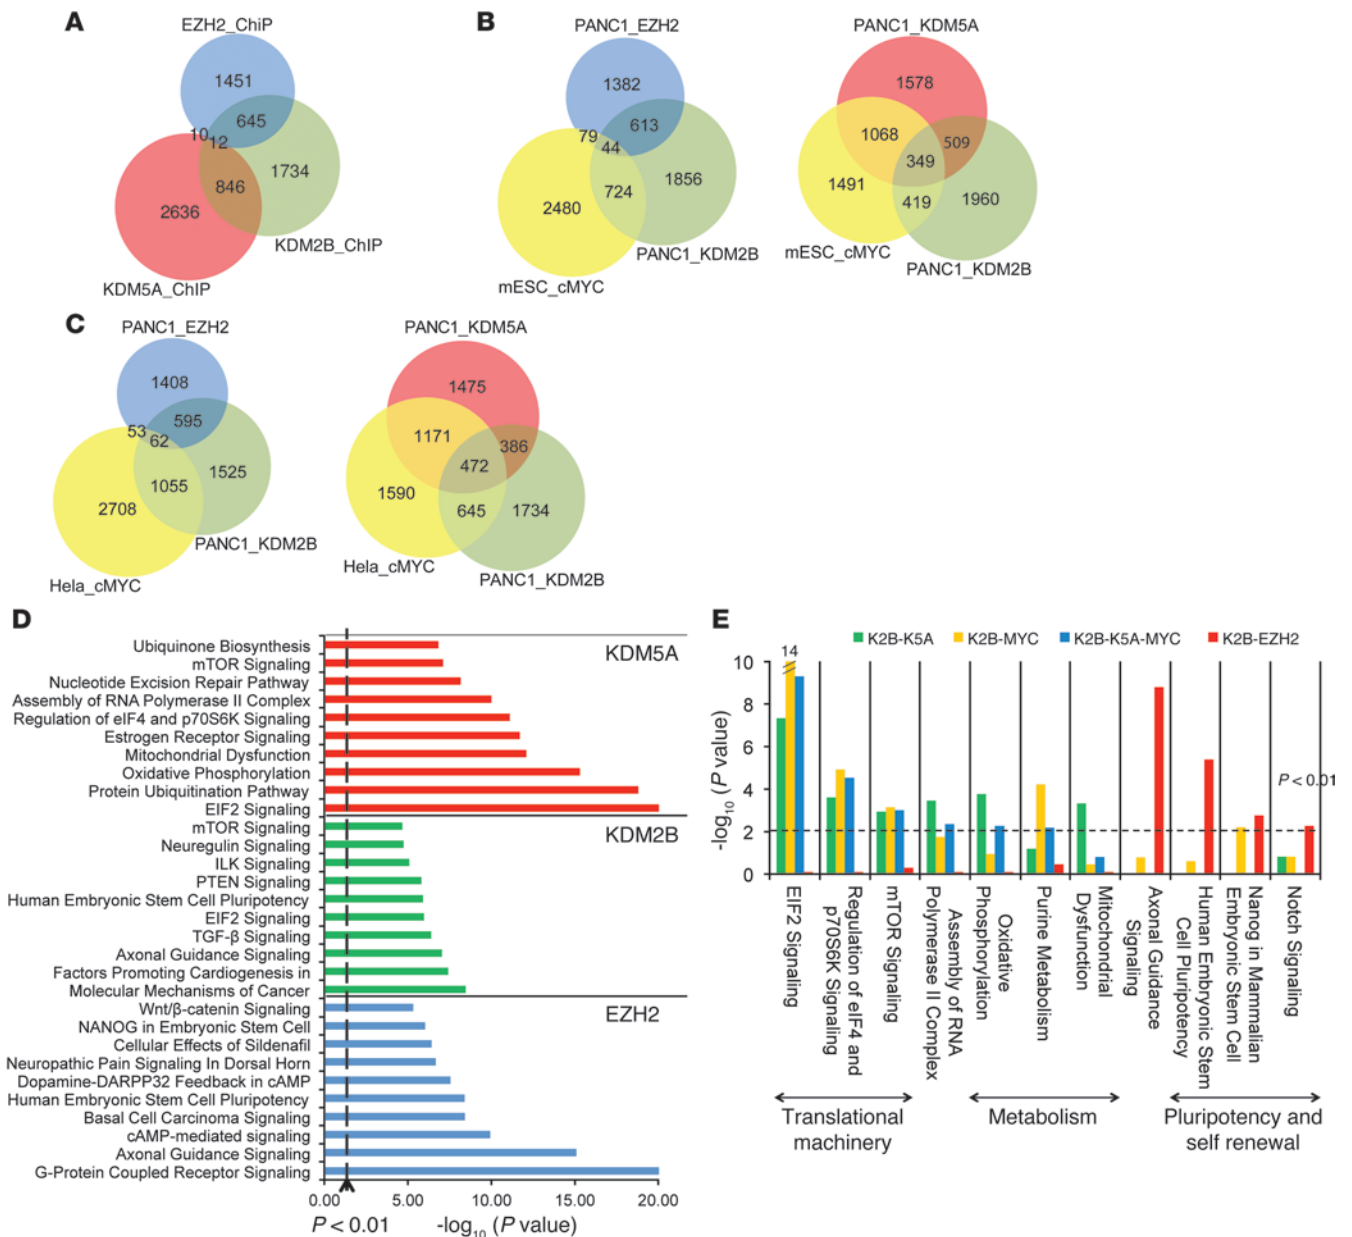 A
EZH2_ChiP
1451
645
10
12
1734
846
2636
KDM2B_ChIP
KDM5A_ChIP
B
PANC1_EZH2
1382
613
79
44
724
1856
2480
PANC1_KDM2B
mESC_cMYC
PANC1_KDM5A
1578
1068
509
349
1491
419
1960
mESC_cMYC
PANC1_KDM2B
C
PANC1_EZH2
1408
595
53
62
1055
1525
2708
PANC1_KDM2B
Hela_cMYC
PANC1_KDM5A
1475
1171
386
472
1590
645
1734
Hela_cMYC
PANC1_KDM2B
D
KDM5A
Ubiquinone Biosynthesis
mTOR Signaling
Nucleotide Excision Repair Pathway
Assembly of RNA Polymerase II Complex
Regulation of eIF4 and p70S6K Signaling
Estrogen Receptor Signaling
Mitochondrial Dysfunction
Oxidative Phosphorylation
Protein Ubiquitination Pathway
EIF2 Signaling
KDM2B
mTOR Signaling
Neuregulin Signaling
ILK Signaling
PTEN Signaling
Human Embryonic Stem Cell Pluripotency
EIF2 Signaling
TGF-β Signaling
Axonal Guidance Signaling
Factors Promoting Cardiogenesis in
Molecular Mechanisms of Cancer
EZH2
Wnt/β-catenin Signaling
NANOG in Embryonic Stem Cell
Cellular Effects of Sildenafil
Neuropathic Pain Signaling In Dorsal Horn
Dopamine-DARPP32 Feedback in cAMP
Human Embryonic Stem Cell Pluripotency
Basal Cell Carcinoma Signaling
cAMP-mediated signaling
Axonal Guidance Signaling
G-Protein Coupled Receptor Signaling
0.00 5.00 10.00 15.00 20.00
P < 0.01 -log10 (P value)
E
K2B-K5A K2B-MYC K2B-K5A-MYC K2B-EZH2
14
10
8
6
4
2
0
-log10 (P value)
P < 0.01
EIF2 Signaling
Regulation of eIF4 and
p70S6K Signaling
mTOR Signaling
Assembly of RNA
Polymerase II Complex
Oxidative
Phosphorylation
Purine Metabolism
Mitochondrial
Dysfunction
Axonal Guidance
Signaling
Human Embryonic Stem
Cell Pluripotency
Nanog in Mammalian
Embryonic Stem Cell
Notch Signaling
Translational
machinery
Metabolism
Pluripotency and
self renewal